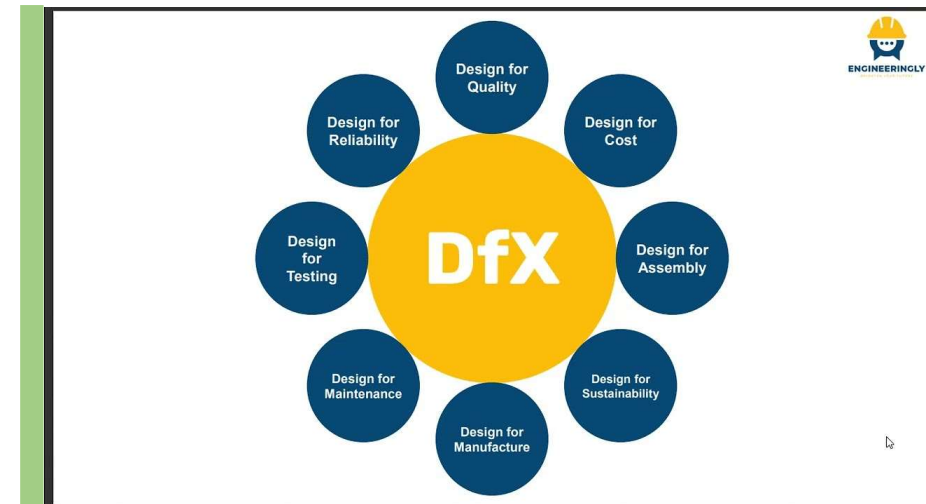 ENGINEERINGLY
Design for
Quality
Design for
Cost
Design for
Reliability
DfX
Design
for
Testing
Design for
Assembly
Design for
Maintenance
Design for
Sustainability
Design for
Manufacture